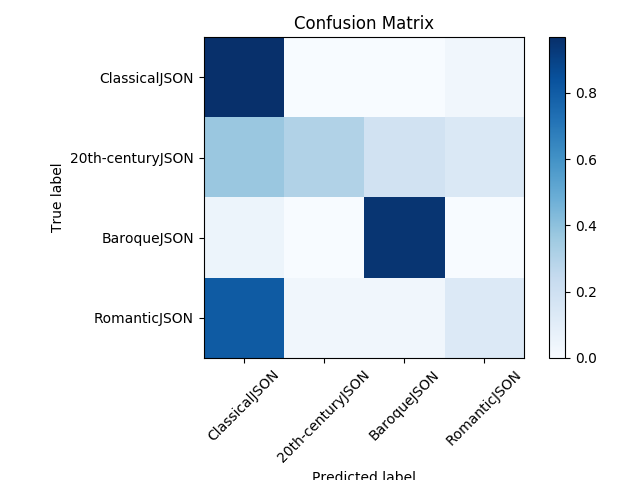 Confusion Matrix
True label
ClassicalJSON
20th-centuryJSON
BaroqueJSON
RomanticJSON
ClassicalJSON
20th-centuryJSON
BaroqueJSON
RomanticJSON
Predicted label
0.8
0.6
0.4
0.2
0.0